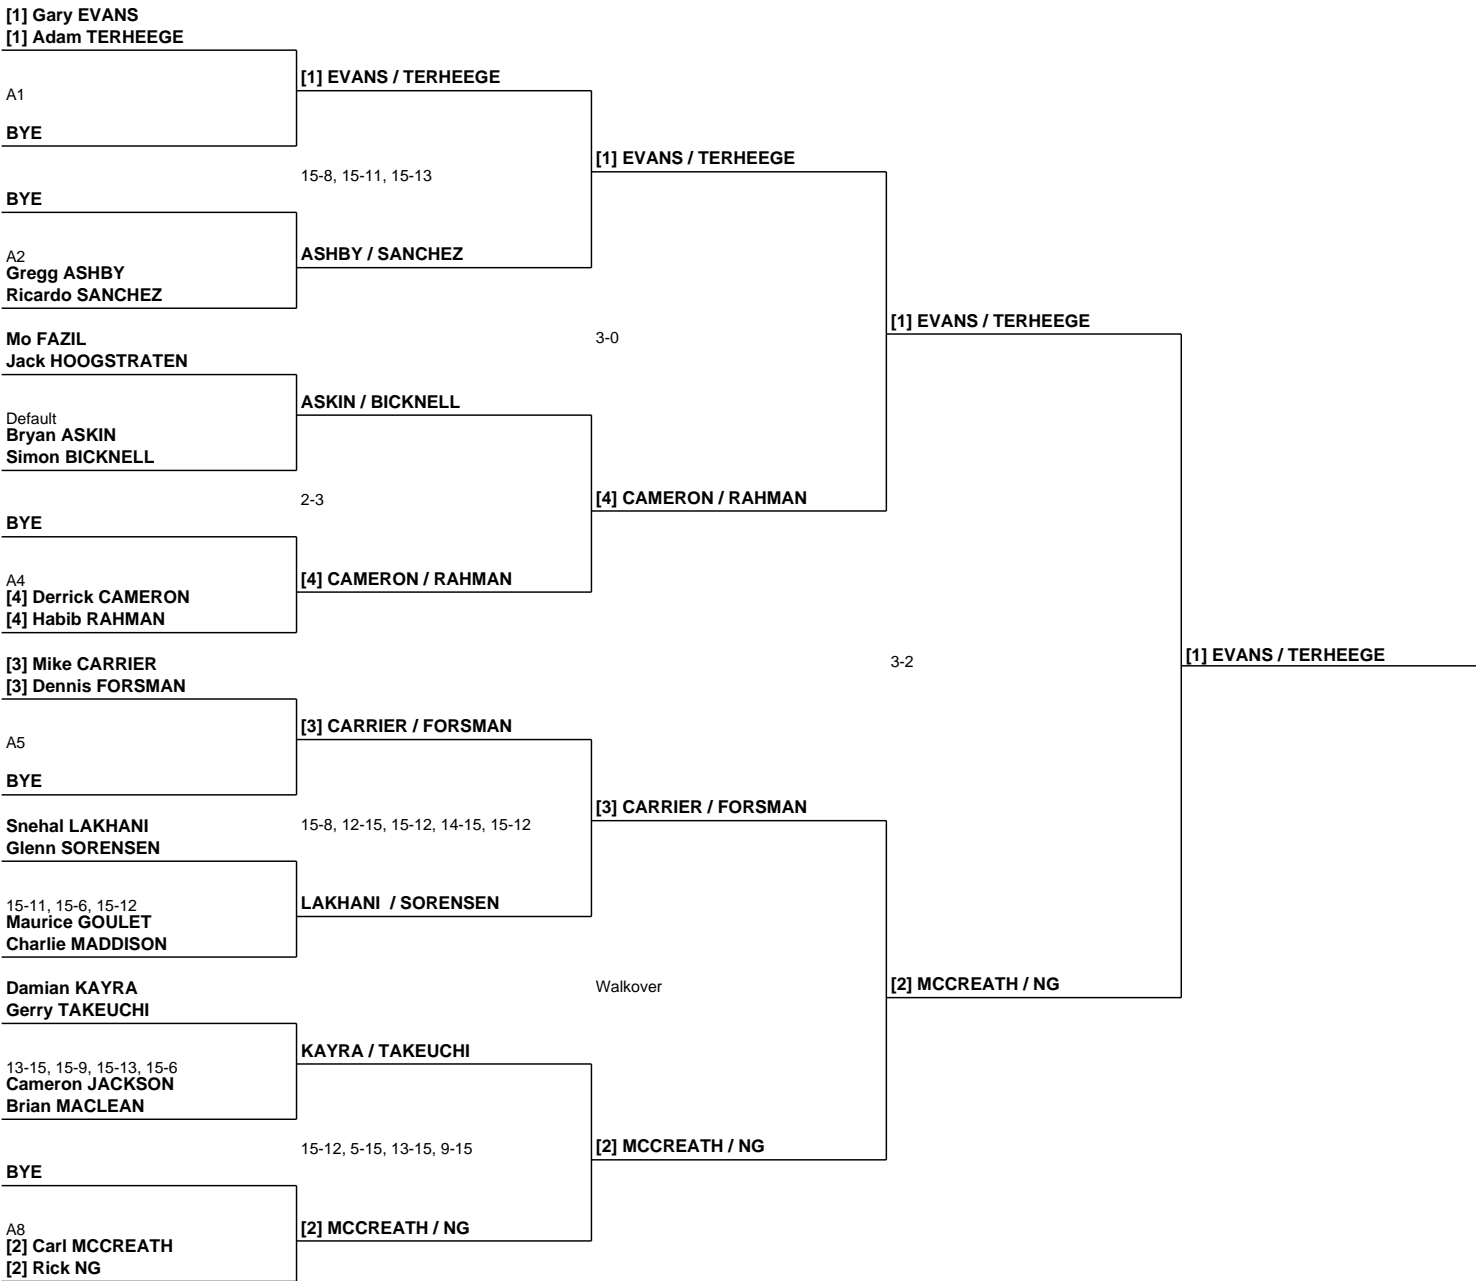 [1] Gary EVANS
[1] Adam TERHEEGE
[1] EVANS / TERHEEGE
A1
BYE
[1] EVANS / TERHEEGE
15-8, 15-11, 15-13
BYE
ASHBY / SANCHEZ
A2
Gregg ASHBY
Ricardo SANCHEZ
[1] EVANS / TERHEEGE
Mo FAZIL
3-0
Jack HOOGSTRATEN
ASKIN / BICKNELL
Default
Bryan ASKIN
Simon BICKNELL
2-3
[4] CAMERON / RAHMAN
BYE
A4
[4] CAMERON / RAHMAN
[4] Derrick CAMERON
[4] Habib RAHMAN
[3] Mike CARRIER
3-2
[1] EVANS / TERHEEGE
[3] Dennis FORSMAN
[3] CARRIER / FORSMAN
A5
BYE
[3] CARRIER / FORSMAN
Snehal LAKHANI
15-8, 12-15, 15-12, 14-15, 15-12
Glenn SORENSEN
15-11, 15-6, 15-12
LAKHANI / SORENSEN
Maurice GOULET
Charlie MADDISON
Damian KAYRA
Walkover
[2] MCCREATH / NG
Gerry TAKEUCHI
KAYRA / TAKEUCHI
13-15, 15-9, 15-13, 15-6
Cameron JACKSON
Brian MACLEAN
15-12, 5-15, 13-15, 9-15
[2] MCCREATH / NG
BYE
A8
[2] MCCREATH / NG
[2] Carl MCCREATH
[2] Rick NG